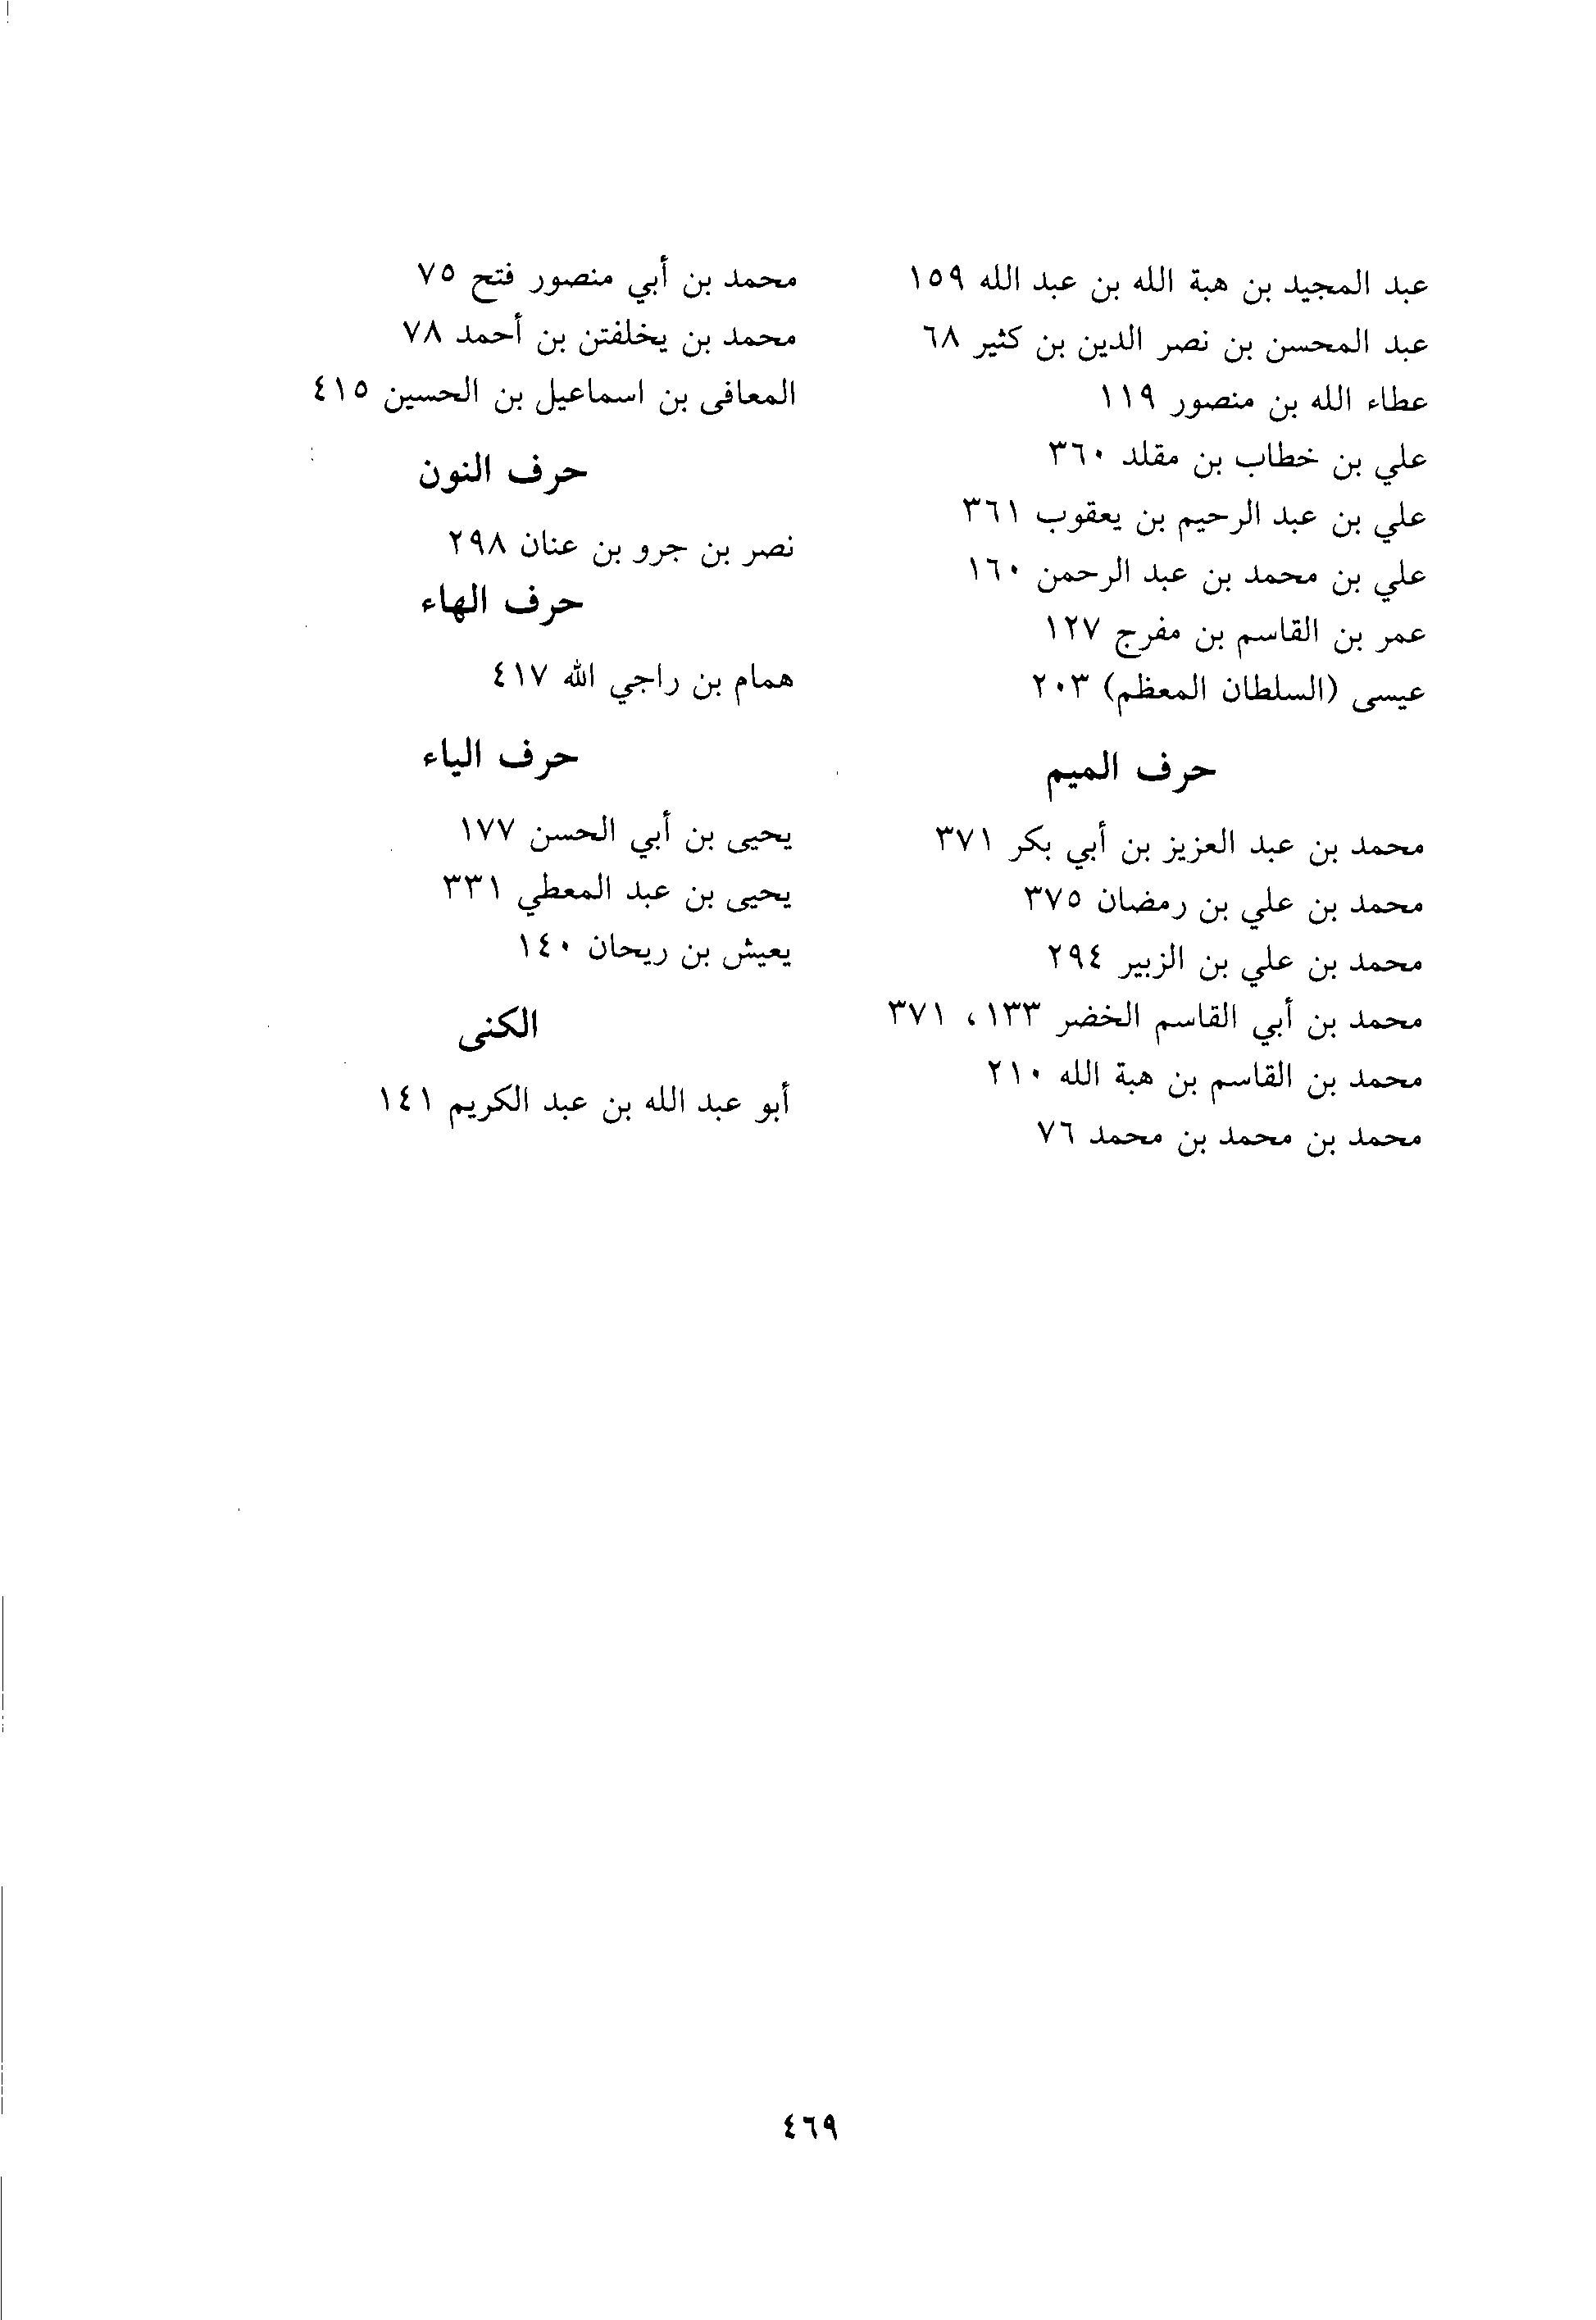 عبد المجيد بن هبة الله بن عبد الله ١٥٩
عبد المحسن بن نصر الدين بن كثير ٦٨
عطاء الله بن منصور ١١٩
علي بن خطاب بن مقلد ٣٦٠
علي بن عبد الرحيم بن يعقوب ٣٦١
علي بن محمد بن عبد الرحمن ١٦٠
عمر بن القاسم بن مفرج ١٢٧
عيسى (السلطان المعظم) ٢٠٣
حرف الميم
محمد بن عبد العزيز بن أبي بكر ٣٧١
محمد بن علي بن رمضان ٣٧٥
محمد بن علي بن الزبير ٢٩٤
محمد بن أبي القاسم الخضر ١٣٣، ٣٧١
محمد بن القاسم بن هبة الله ٢١٠
محمد بن محمد بن محمد ٧٦
محمد بن أبي منصور فتح ٧٥
محمد بن يخلفتن بن أحمد ٧٨
المعافى بن اسماعيل بن الحسين ٤١٥
حرف النون
نصر بن جرو بن عنان ٢٩٨
حرف الهاء
همام بن راجي الله ٤١٧
حرف الياء
يحيى بن أبي الحسن ١٧٧
يحيى بن عبد المعطي ٣٣١
يعيش بن ريحان ١٤٠
الكنى
أبو عبد الله بن عبد الكريم ١٤١
٤٦٩